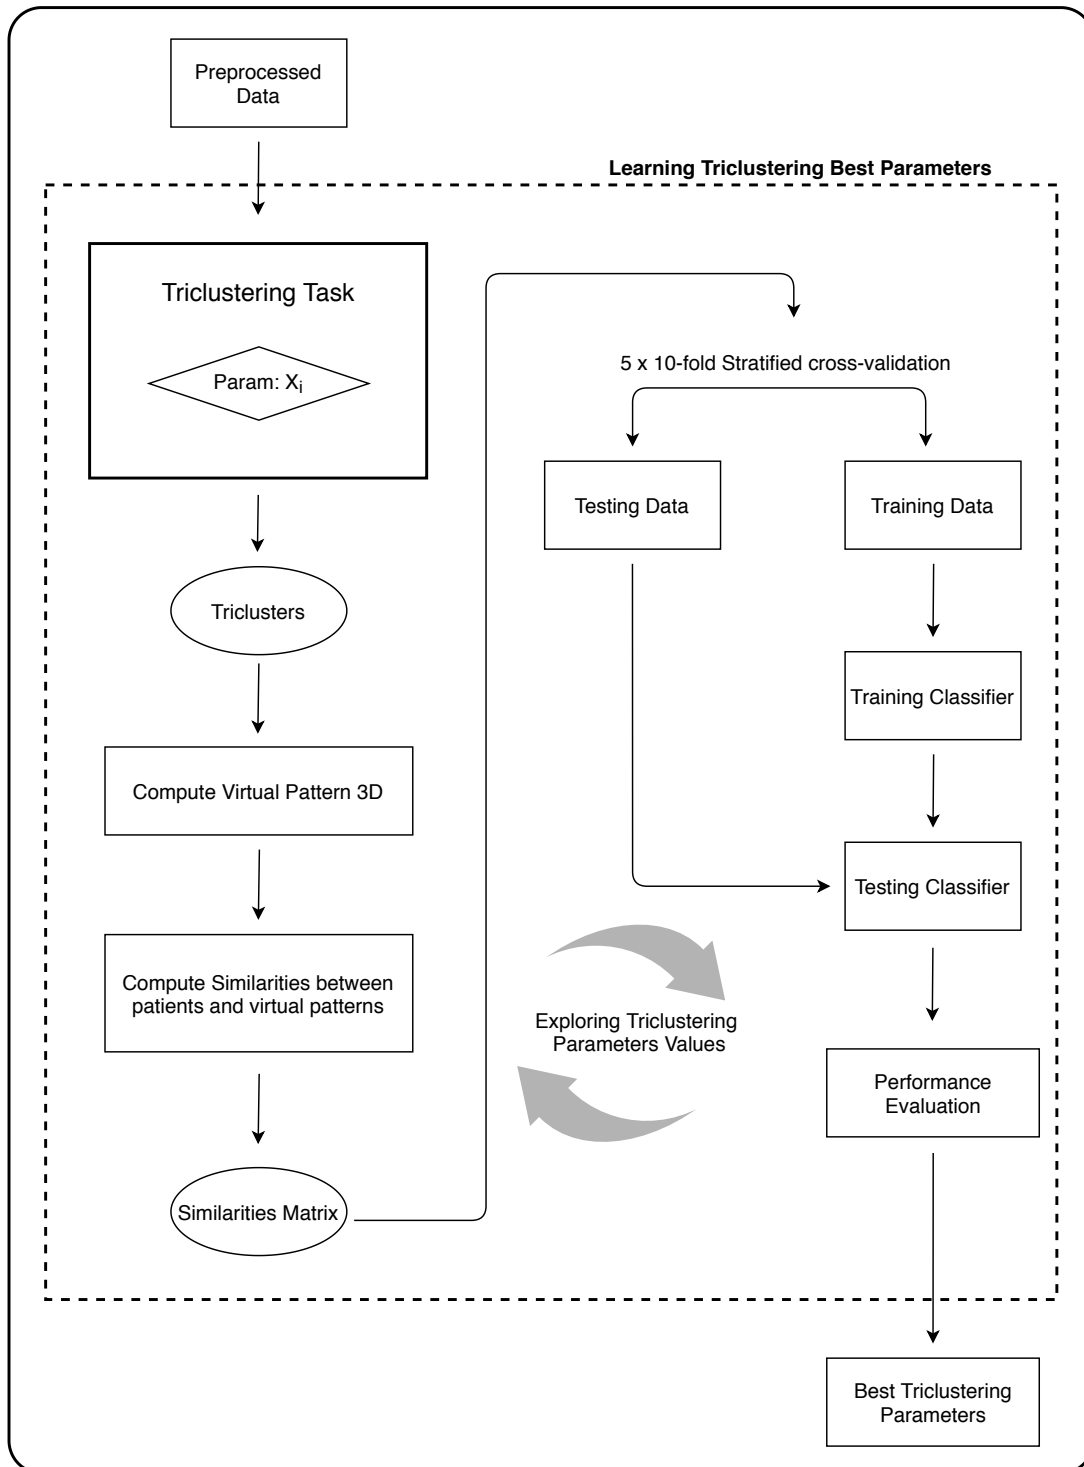 Preprocessed
Data
Learning Triclustering Best Parameters
Triclustering Task
Param: Xi
5 x 10-fold Stratified cross-validation
Testing Data
Training Data
Triclusters
Training Classifier
Compute Virtual Pattern 3D
Testing Classifier
Compute Similarities between
patients and virtual patterns
Exploring Triclustering
Parameters Values
Performance
Evaluation
Similarities Matrix
Best Triclustering
Parameters